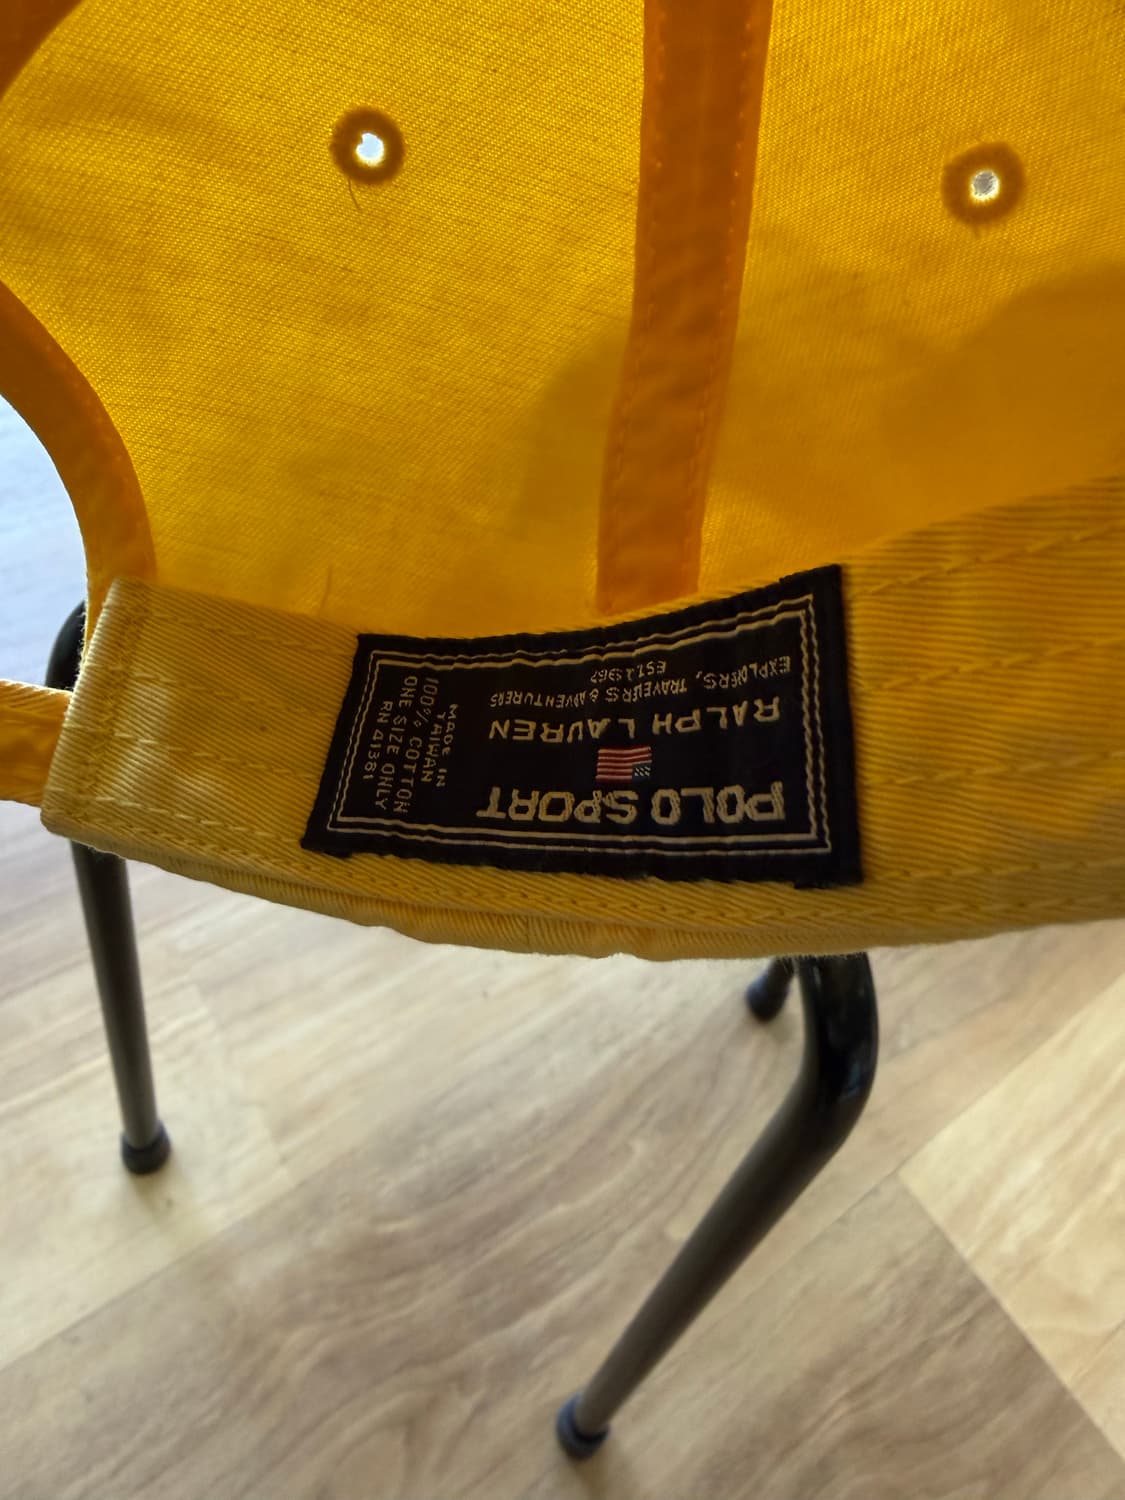 POLO SPORT
RALPH LAUREN
EXPLORERS, TRAVELERS & ADVENTURERS
EST. 1967
MADE IN
TAIWAN
100% COTTON
ONE SIZE ONLY
RN 41381